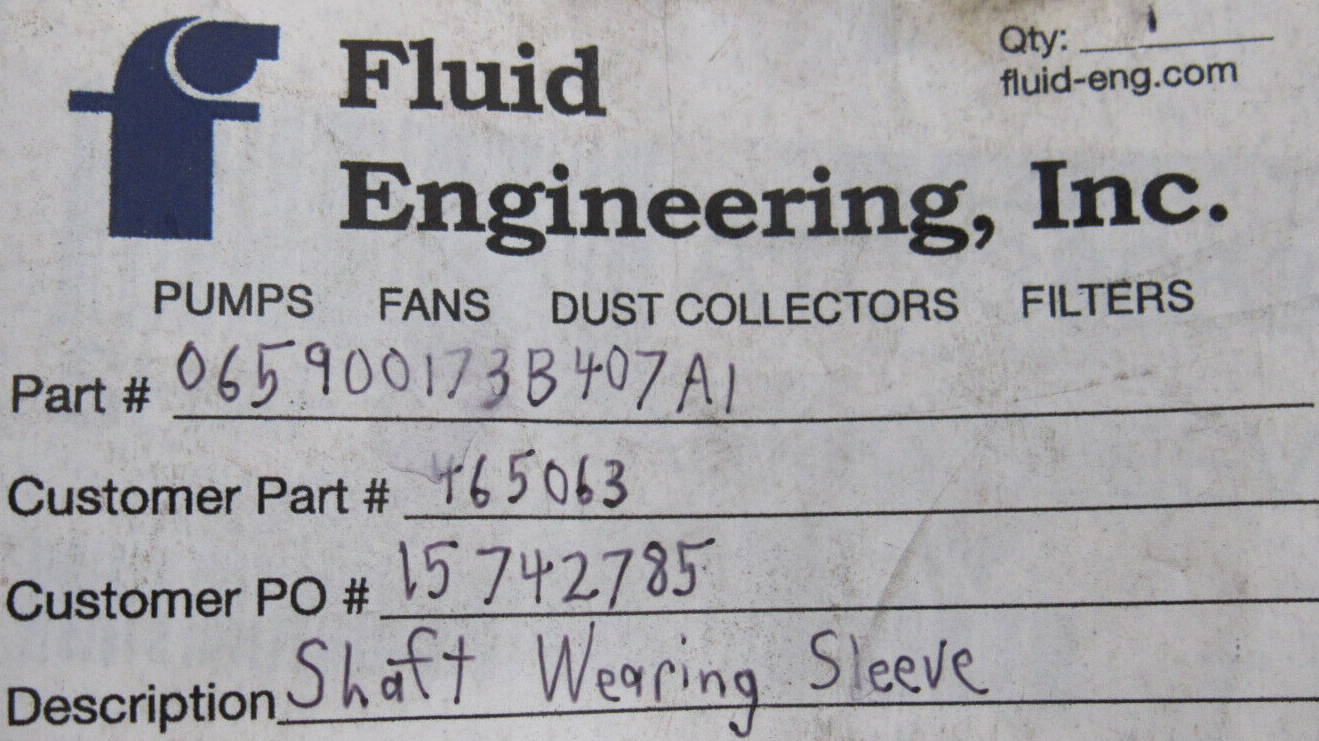 Qty: 1
fluid-eng.com
Fluid
Engineering, Inc.
PUMPS FANS DUST COLLECTORS FILTERS
Part # 065900173B407A1
Customer Part # 465063
Customer PO # 15742785
Description Shaft Wearing Sleeve